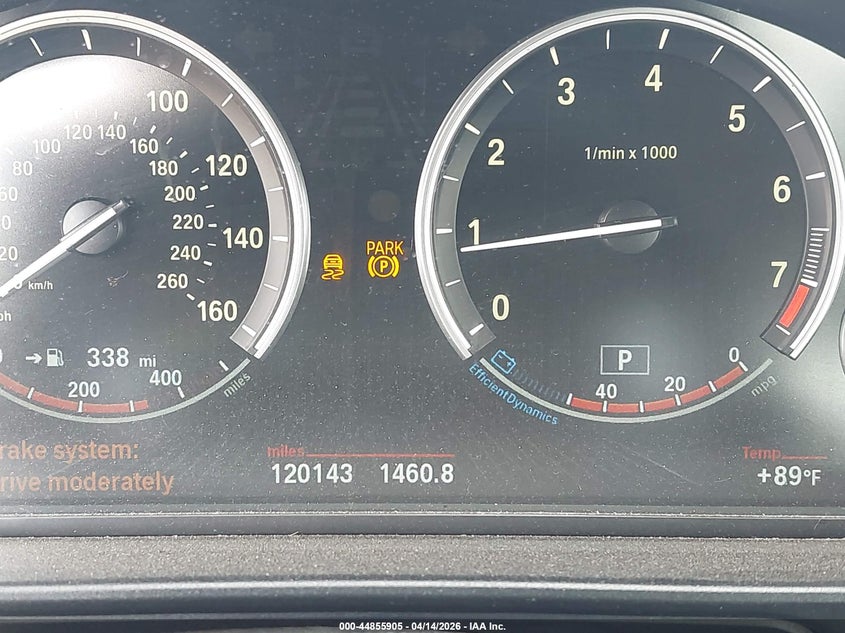 100
120 140
100
160
80
180
120
200
220
140
240
260
km/h
160
338 mi
200
400
miles
rake system:
rive moderately
miles
120143 1460.8
PARK
P
0
1
2
3
4
5
6
7
1/min x 1000
P
EfficientDynamics
40
20
0
mpg
Temp
+89°F
000-44855905 - 04/14/2026 - IAA Inc.